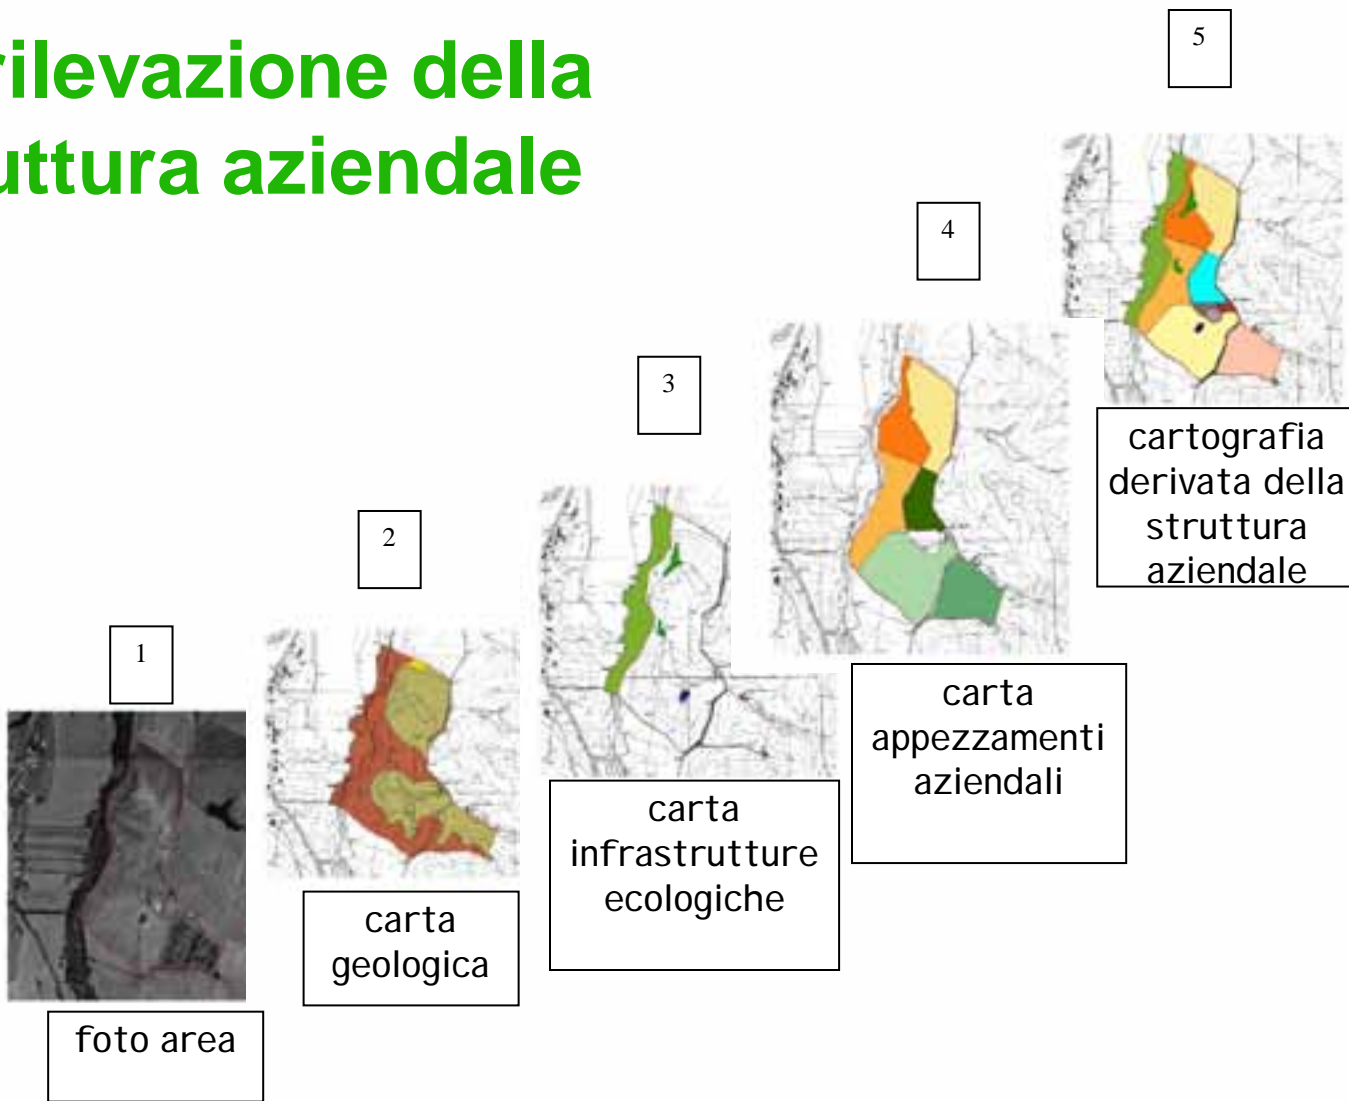 rilevazione della
uttura aziendale
1
foto area
2
carta
geologica
3
carta
infrastrutture
ecologiche
4
carta
appezzamenti
aziendali
5
cartografia
derivata della
struttura
aziendale